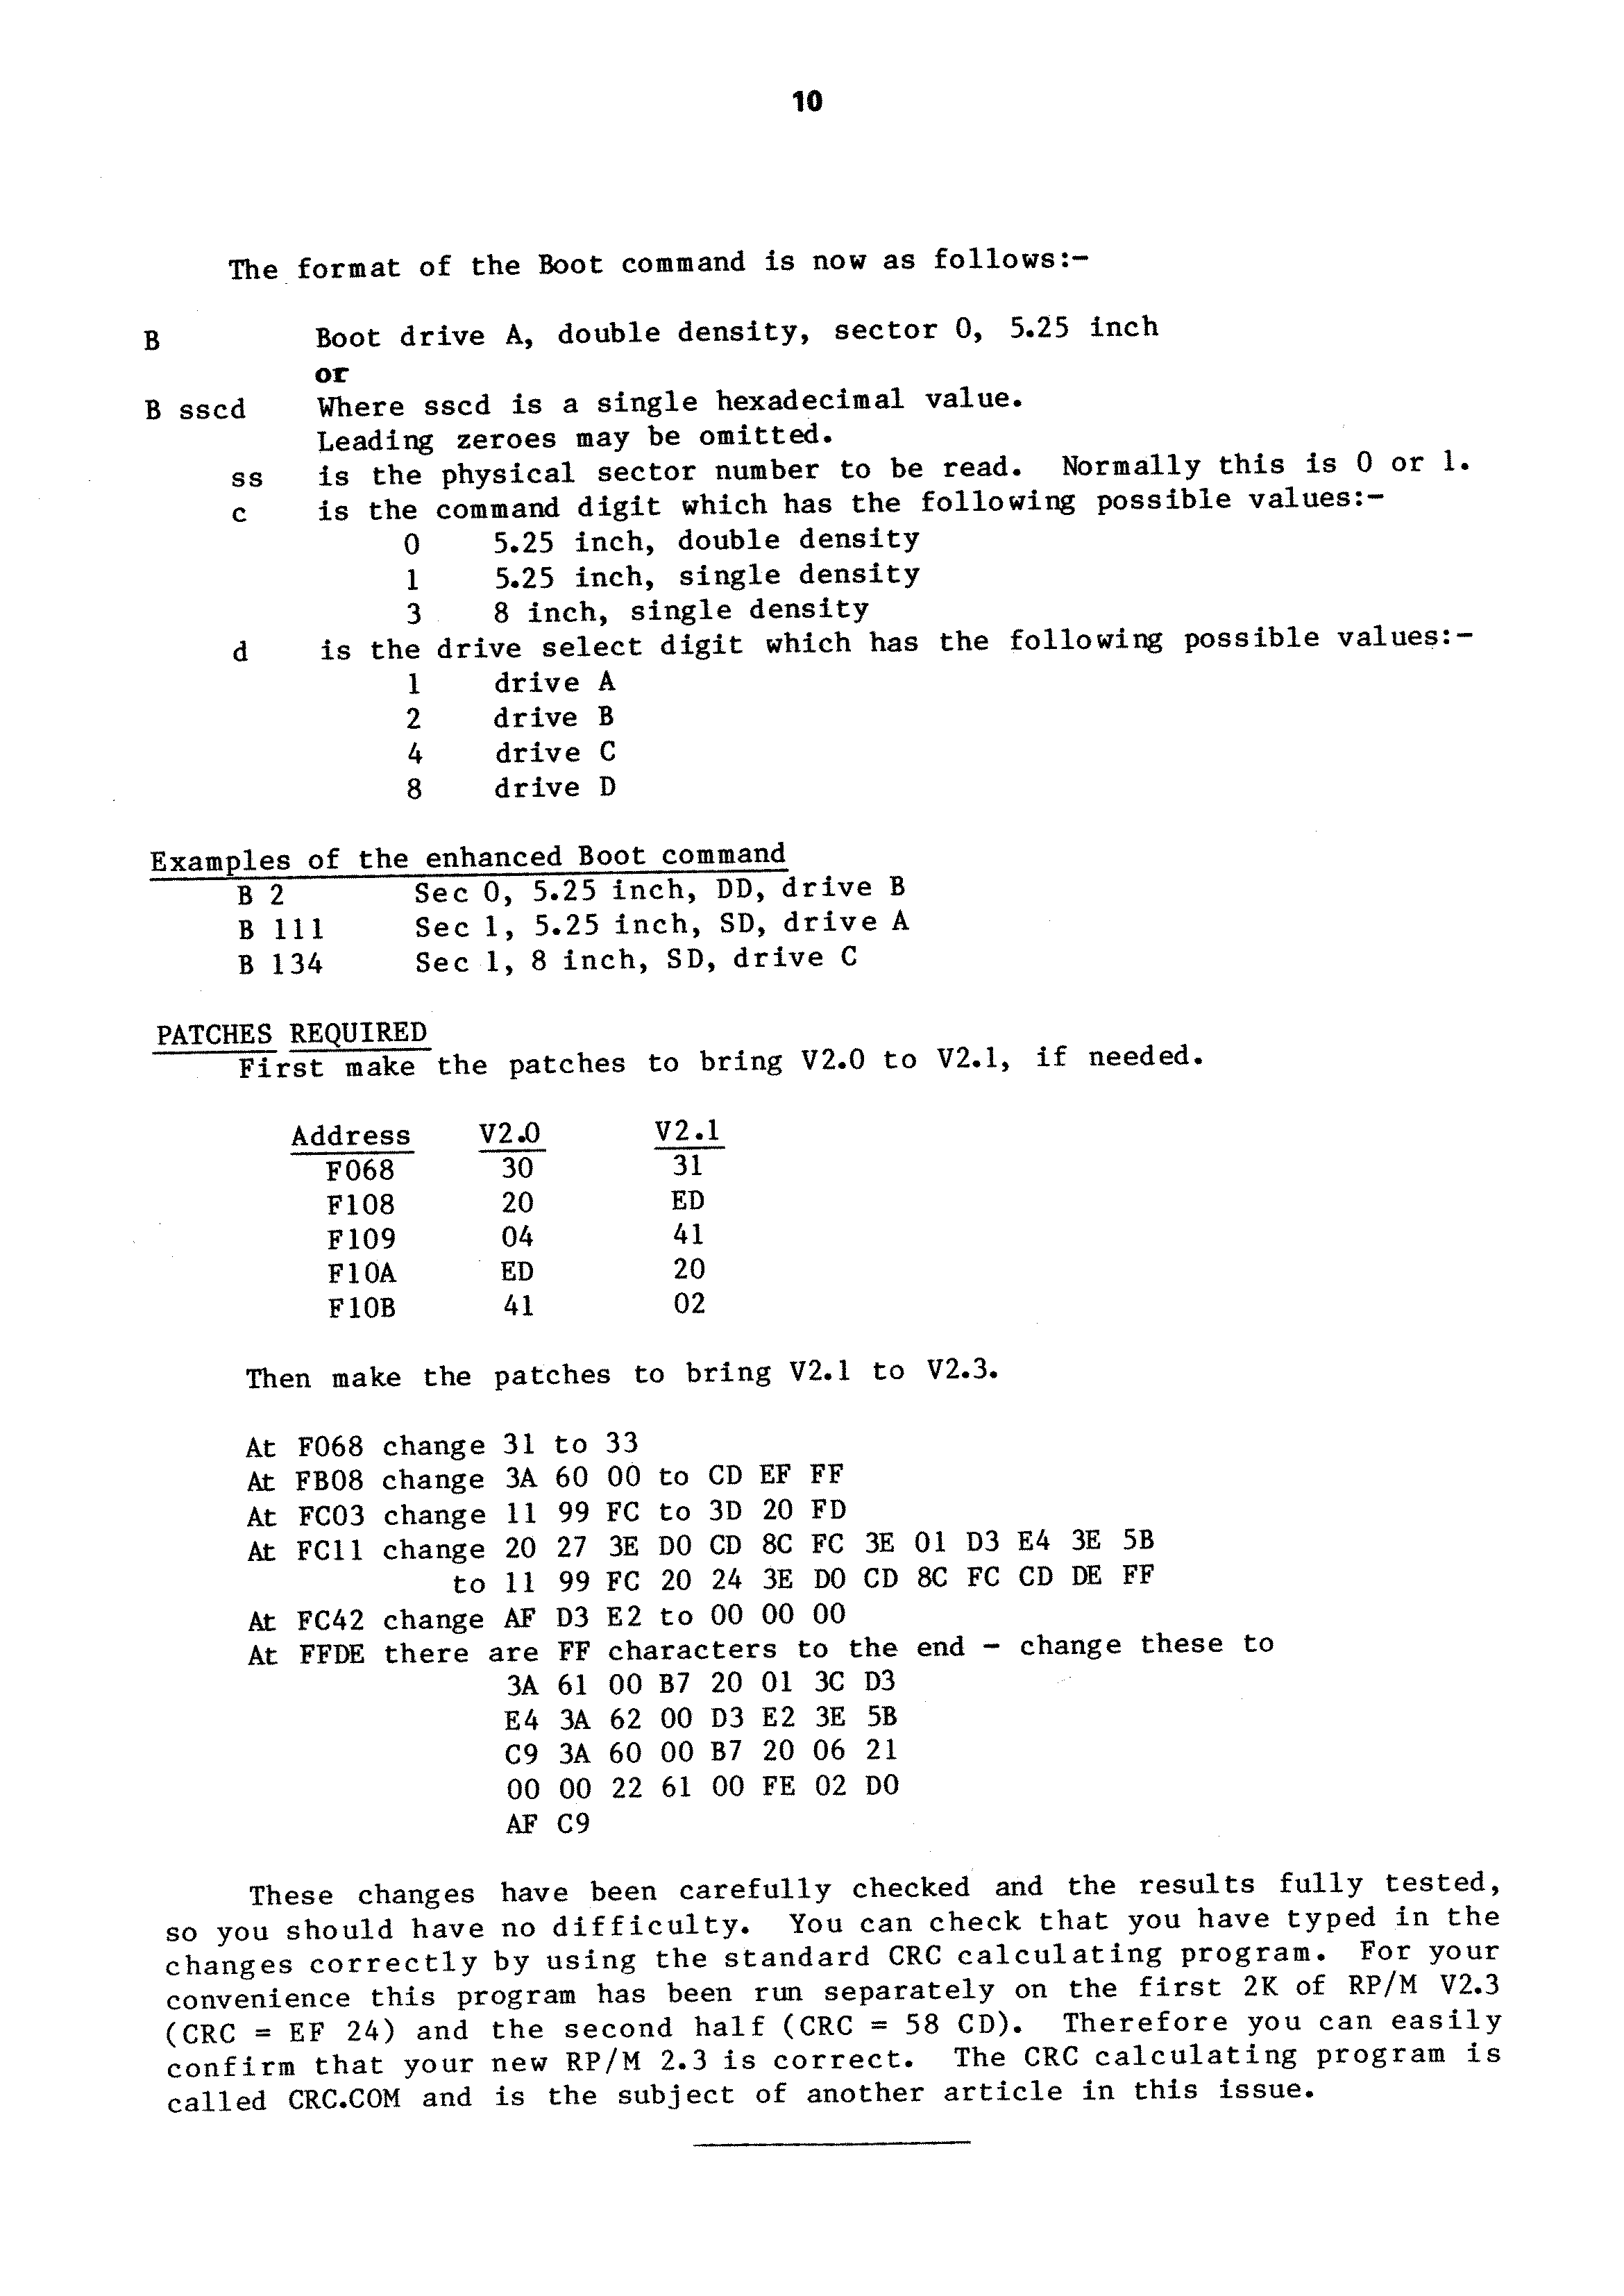 10
The format of the Boot command is now as follows:-
B Boot drive A, double density, sector 0, 5.25 inch
or
B sscd Where sscd is a single hexadecimal value.
Leading zeroes may be omitted.
ss is the physical sector number to be read. Normally this is 0 or 1.
c is the command digit which has the following possible values:-
0 5.25 inch, double density
1 5.25 inch, single density
3 8 inch, single density
d is the drive select digit which has the following possible values:-
1 drive A
2 drive B
4 drive C
8 drive D
Examples of the enhanced Boot command
B 2 Sec 0, 5.25 inch, DD, drive B
B 111 Sec 1, 5.25 inch, SD, drive A
B 134 Sec 1, 8 inch, SD, drive C
PATCHES REQUIRED
First make the patches to bring V2.0 to V2.1, if needed.
Address V2.0 V2.1
F068 30 31
F108 20 ED
F109 04 41
F10A ED 20
F10B 41 02
Then make the patches to bring V2.1 to V2.3.
At F068 change 31 to 33
At FB08 change 3A 60 00 to CD EF FF
At FC03 change 11 99 FC to 3D 20 FD
At FC11 change 20 27 3E D0 CD 8C FC 3E 01 D3 E4 3E 5B
to 11 99 FC 20 24 3E D0 CD 8C FC CD DE FF
At FC42 change AF D3 E2 to 00 00 00
At FFDE there are FF characters to the end - change these to
3A 61 00 B7 20 01 3C D3
E4 3A 62 00 D3 E2 3E 5B
C9 3A 60 00 B7 20 06 21
00 00 22 61 00 FE 02 D0
AF C9
These changes have been carefully checked and the results fully tested,
so you should have no difficulty. You can check that you have typed in the
changes correctly by using the standard CRC calculating program. For your
convenience this program has been run separately on the first 2K of RP/M V2.3
(CRC = EF 24) and the second half (CRC = 58 CD). Therefore you can easily
confirm that your new RP/M 2.3 is correct. The CRC calculating program is
called CRC.COM and is the subject of another article in this issue.